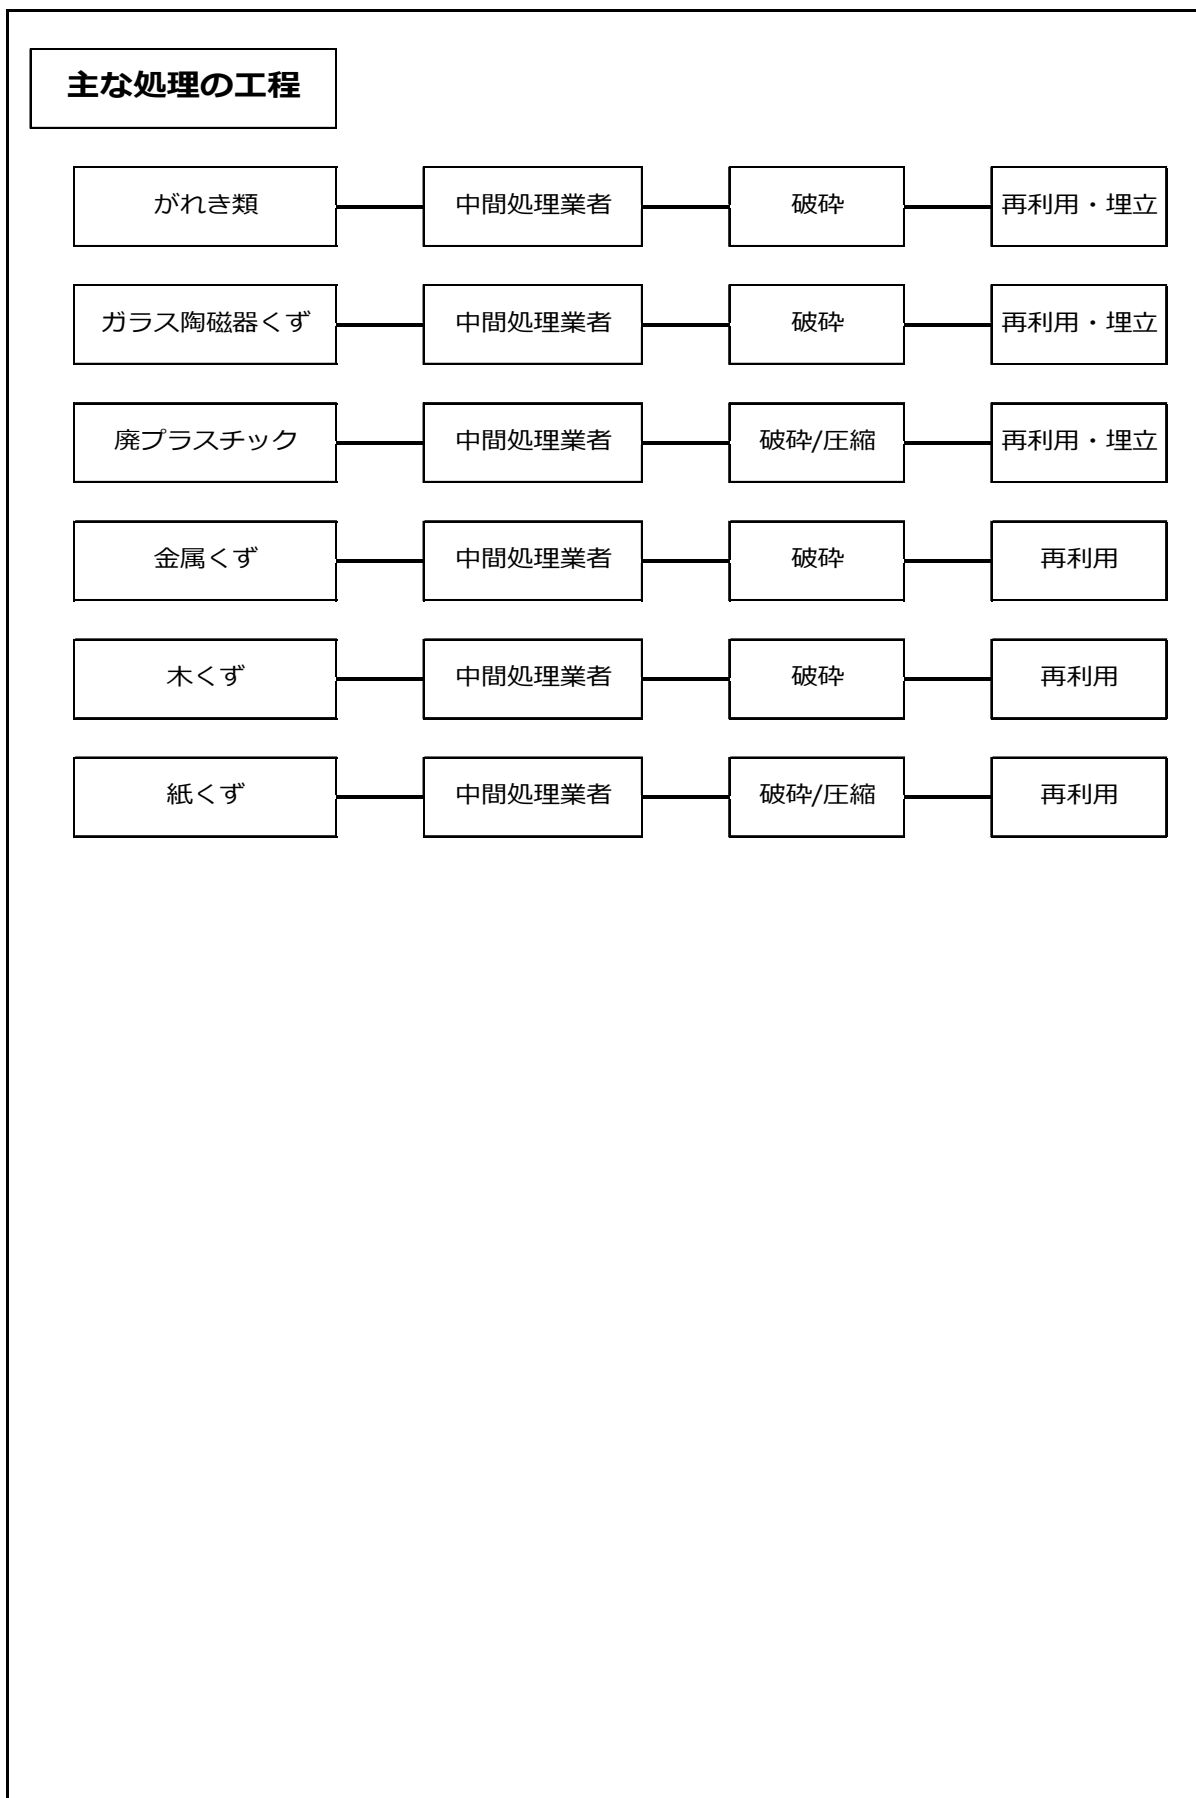 主な処理の工程
がれき類 中間処理業者 破砕 再利用・埋立
ガラス陶磁器くず 中間処理業者 破砕 再利用・埋立
廃プラスチック 中間処理業者 破砕/圧縮 再利用・埋立
金属くず 中間処理業者 破砕 再利用
木くず 中間処理業者 破砕 再利用
紙くず 中間処理業者 破砕/圧縮 再利用